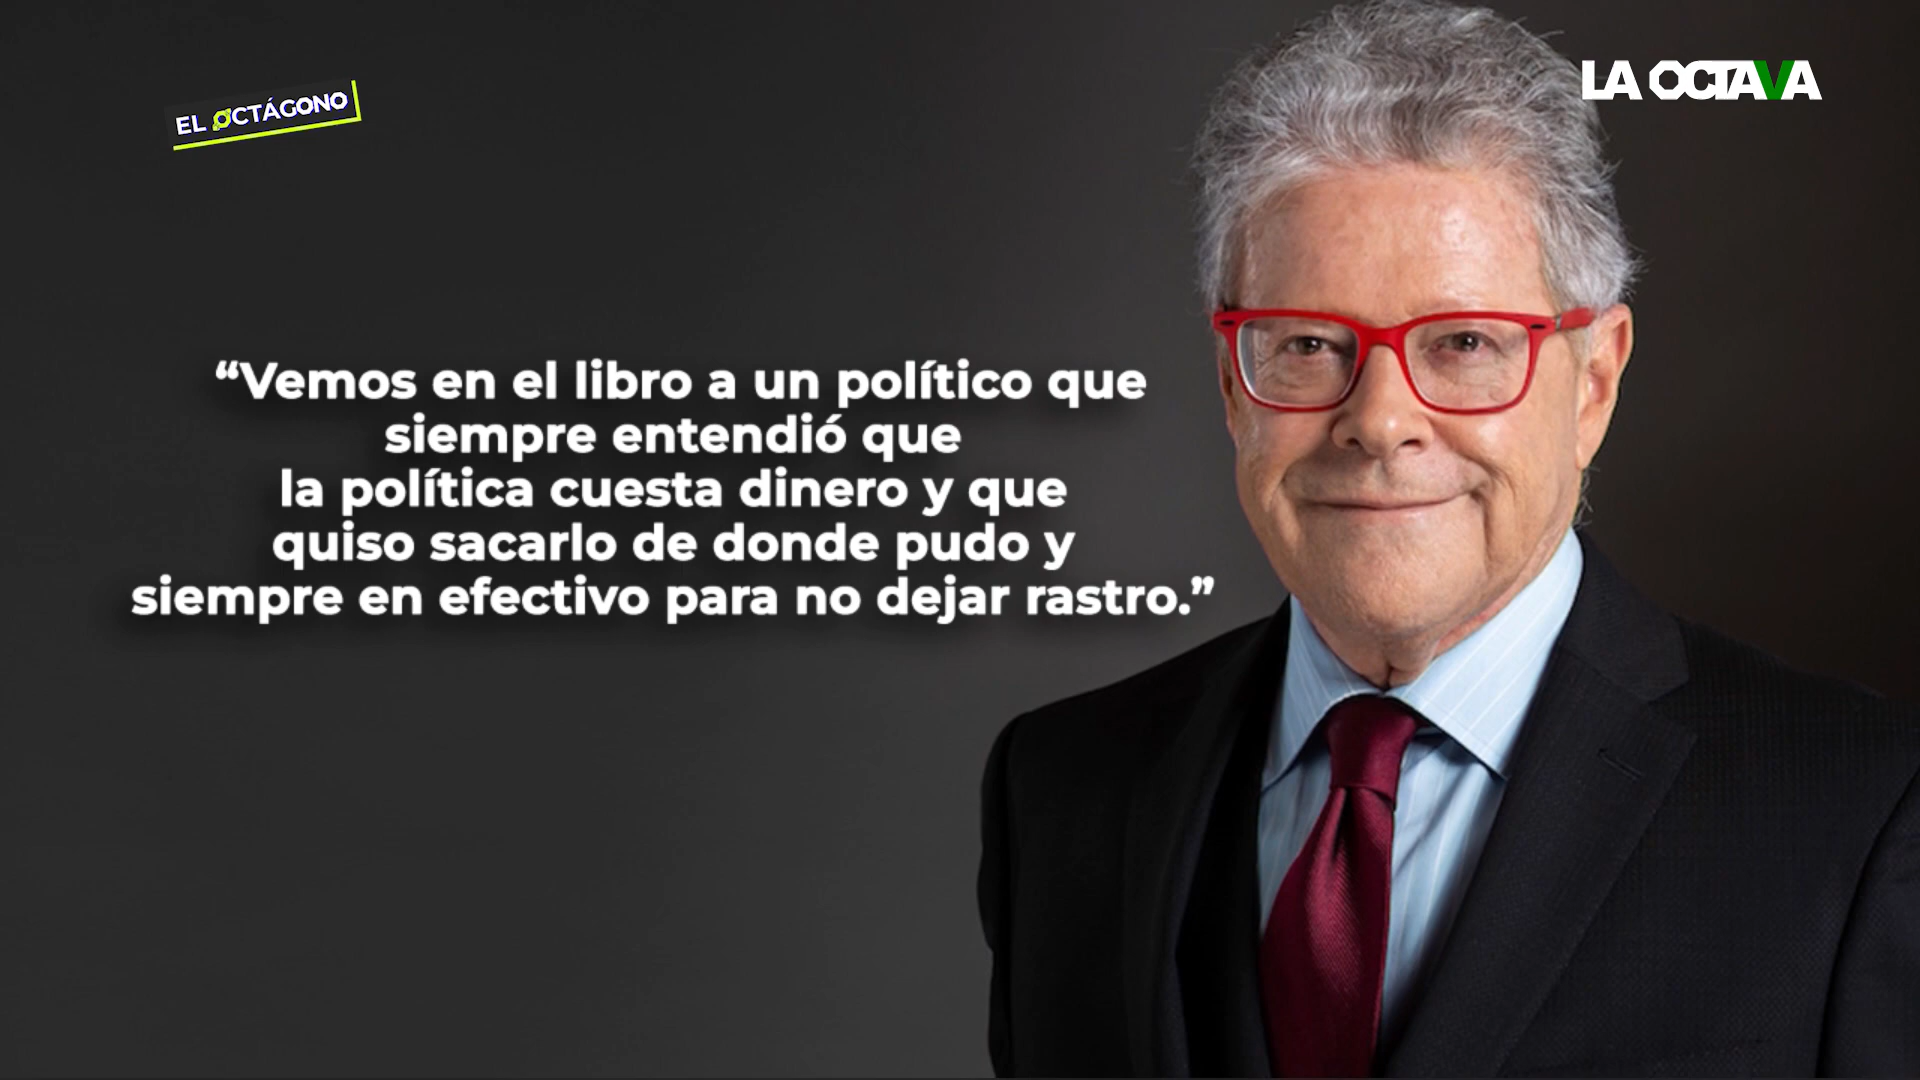 EL OCTÁGONO
LA OCTAVA
“Vemos en el libro a un político que
siempre entendió que
la política cuesta dinero y que
quiso sacarlo de donde pudo y
siempre en efectivo para no dejar rastro.”